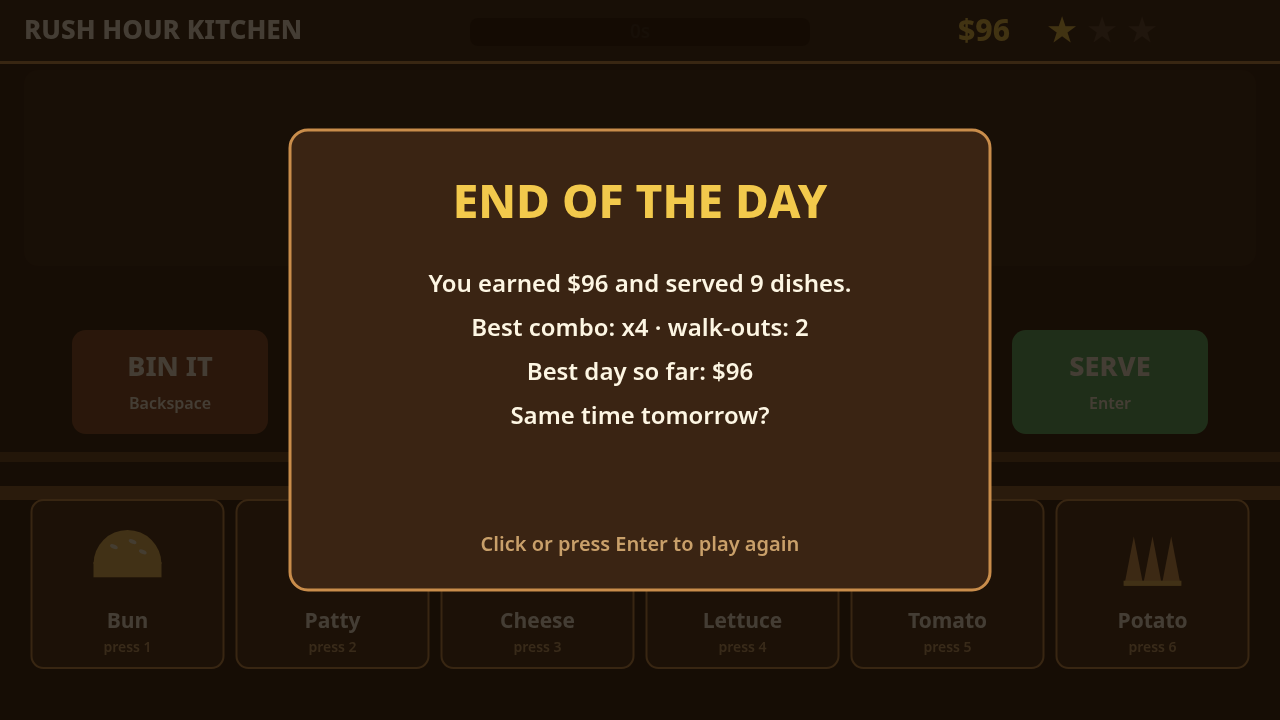 RUSH HOUR KITCHEN
0s
$96
END OF THE DAY
You earned $96 and served 9 dishes.
Best combo: x4 · walk-outs: 2
Best day so far: $96
Same time tomorrow?
Click or press Enter to play again
BIN IT
Backspace
SERVE
Enter
Bun
press 1
Patty
press 2
Cheese
press 3
Lettuce
press 4
Tomato
press 5
Potato
press 6